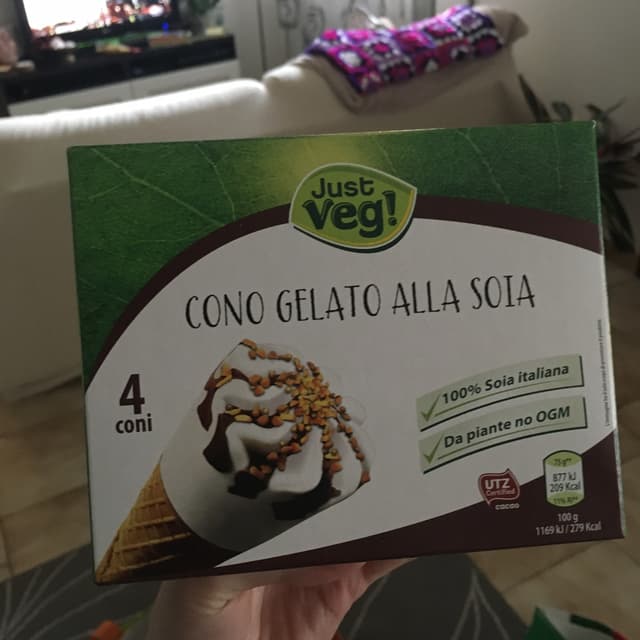 Just
Veg!
CONO GELATO ALLA SOIA
4
coni
100% Soia italiana
Da piante no OGM
UTZ
Certified
cacao
75 g**
877 kJ
209 Kcal
100 g
1169 kJ / 279 Kcal